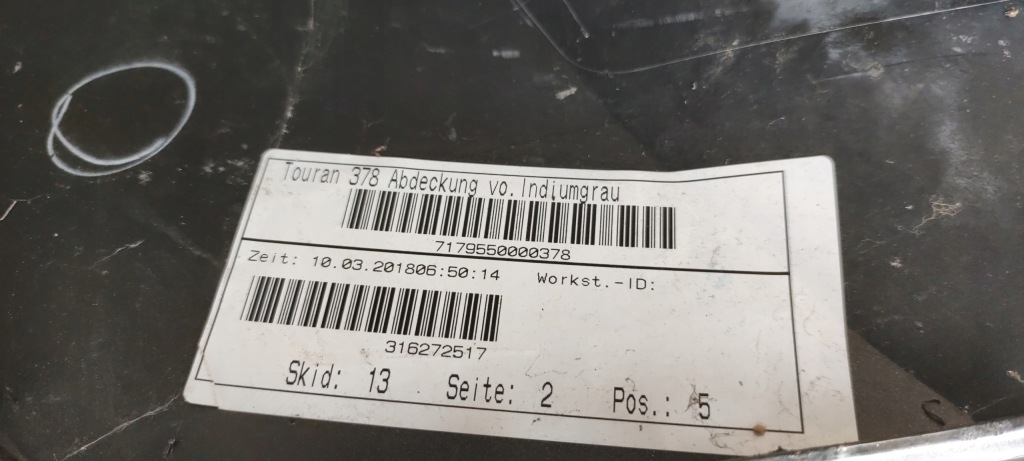 Touran 378 Abdeckung vo.Indiumgrau
7179550000378
Zeit: 10.03.201806:50:14 Workst.-ID:
316272517
Skid: 13 Seite: 2 Pos.: 5